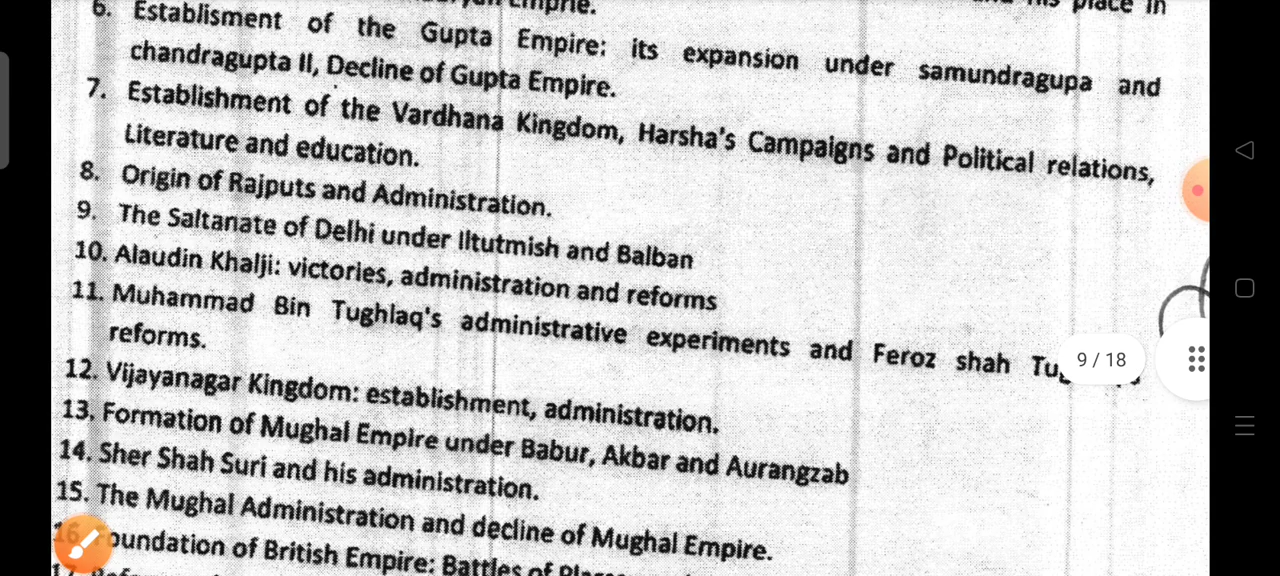 Emprie.
place in
6. Establisment of the Gupta Empire: its expansion under samundragupa and
chandragupta II, Decline of Gupta Empire.
7. Establishment of the Vardhana Kingdom, Harsha's Campaigns and Political relations,
Literature and education.
8. Origin of Rajputs and Administration.
9. The Saltanate of Delhi under Iltutmish and Balban
10. Alaudin Khalji: victories, administration and reforms
11. Muhammad Bin Tughlaq's administrative experiments and Feroz shah
reforms.
9 / 18
12. Vijayanagar Kingdom: establishment, administration.
13. Formation of Mughal Empire under Babur, Akbar and Aurangzab
14. Sher Shah Suri and his administration.
15. The Mughal Administration and decline of Mughal Empire.
16. Foundation of British Empire: Battles of
17.